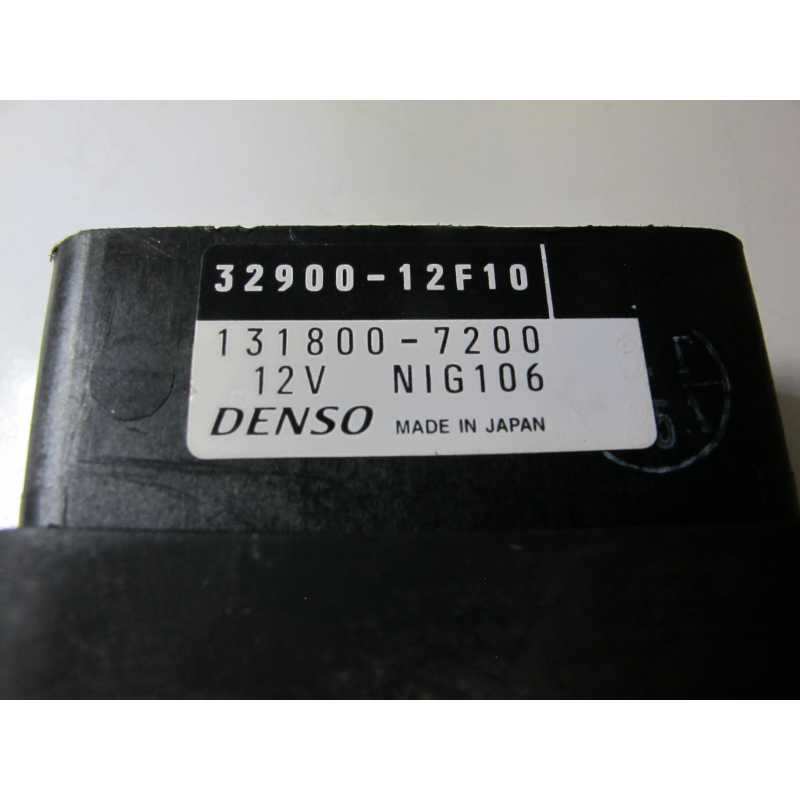 32900-12F10
131800-7200
12V NIG106
DENSO MADE IN JAPAN